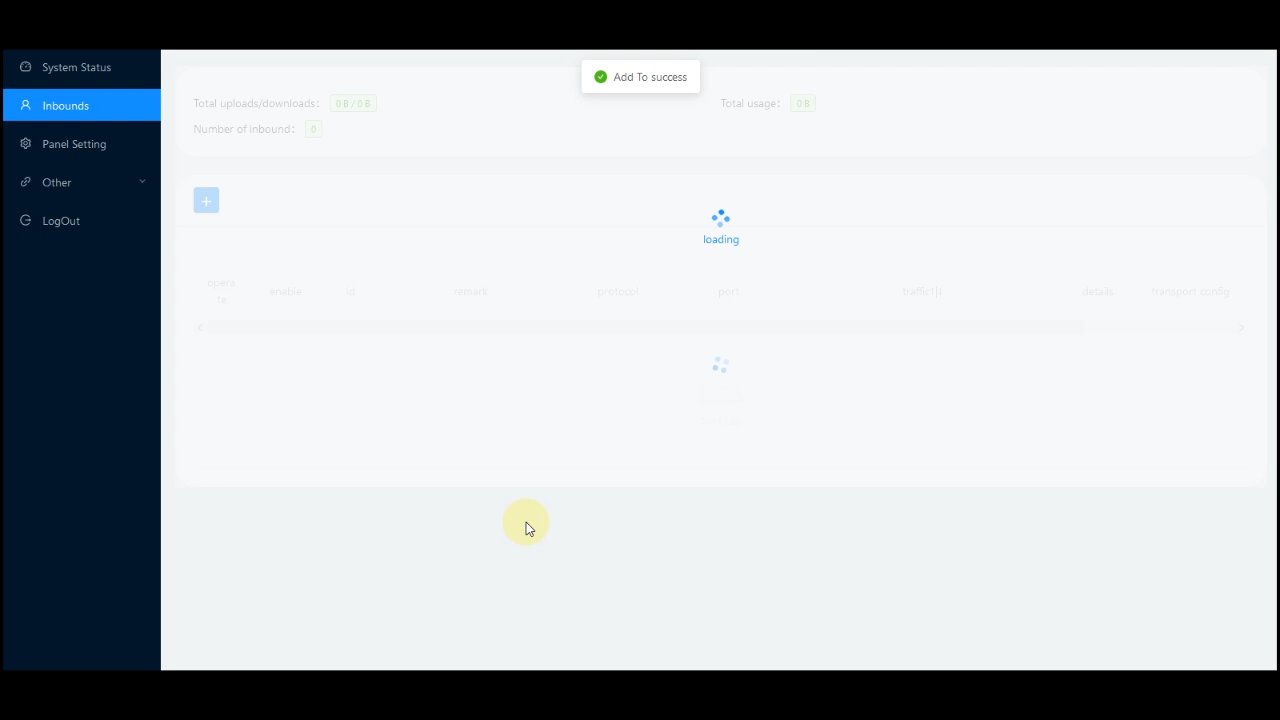 System Status
Inbounds
Panel Setting
Other
LogOut
Add To success
Total uploads/downloads: 0 B / 0 B
Total usage: 0 B
Number of inbound: 0
+
loading
opera
te
enable id remark protocol port traffic↑|↓ details transport config